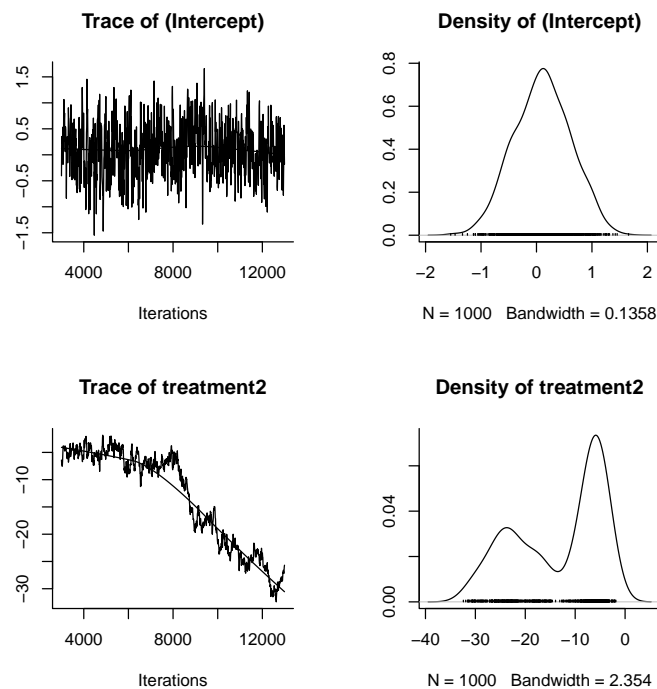 Trace of (Intercept)
−1.5 −0.5 0.5 1.5
4000 8000 12000
Iterations
Density of (Intercept)
0.0 0.2 0.4 0.6 0.8
−2 −1 0 1 2
N = 1000 Bandwidth = 0.1358
Trace of treatment2
−30 −20 −10
4000 8000 12000
Iterations
Density of treatment2
0.00 0.04
−40 −30 −20 −10 0
N = 1000 Bandwidth = 2.354